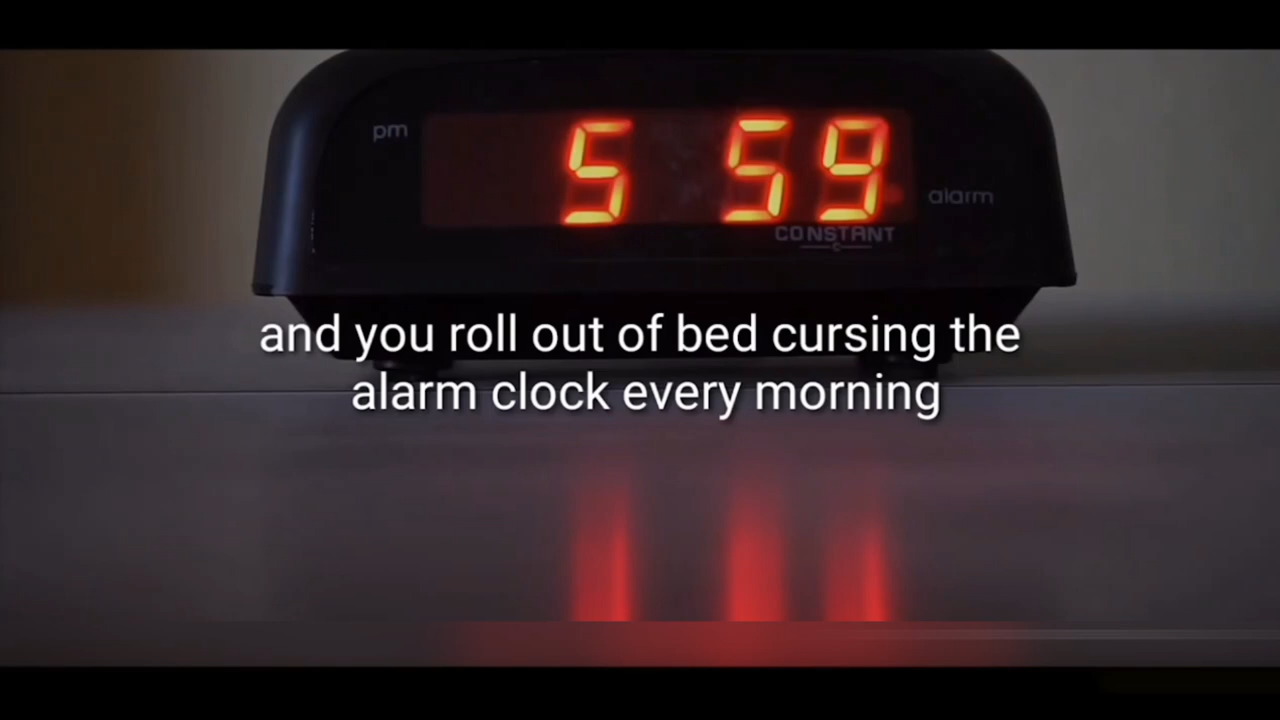 pm
5 59
alarm
CONSTANT
and you roll out of bed cursing the
alarm clock every morning